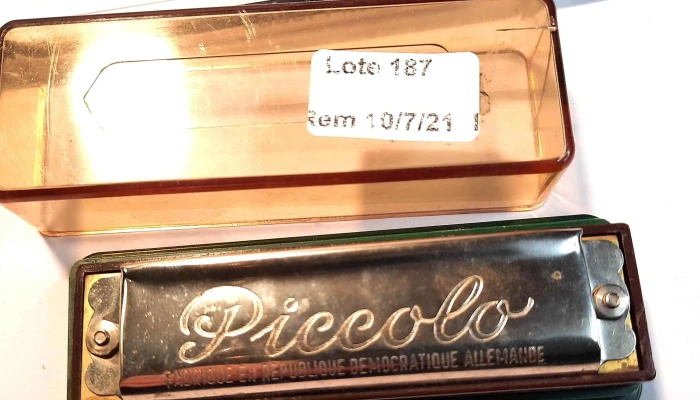 Lote 187
Rem 10/7/21
Piccolo
FABRIQUE EN REPUBLIQUE DEMOCRATIQUE ALLEMANDE